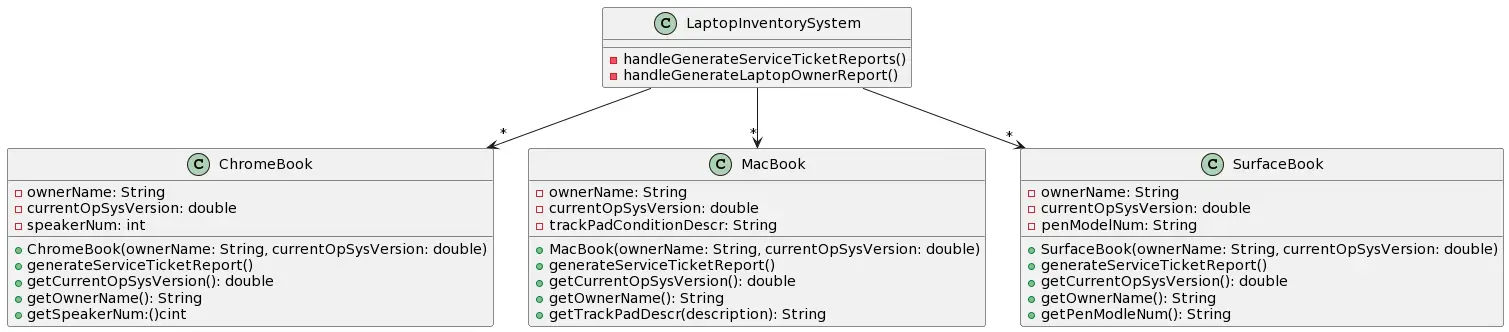 C LaptopInventorySystem
handleGenerateServiceTicketReports()
handleGenerateLaptopOwnerReport()
* * *
C ChromeBook
ownerName: String
currentOpSysVersion: double
speakerNum: int
ChromeBook(ownerName: String, currentOpSysVersion: double)
generateServiceTicketReport()
getCurrentOpSysVersion(): double
getOwnerName(): String
getSpeakerNum:()cint
C MacBook
ownerName: String
currentOpSysVersion: double
trackPadConditionDescr: String
MacBook(ownerName: String, currentOpSysVersion: double)
generateServiceTicketReport()
getCurrentOpSysVersion(): double
getOwnerName(): String
getTrackPadDescr(description): String
C SurfaceBook
ownerName: String
currentOpSysVersion: double
penModelNum: String
SurfaceBook(ownerName: String, currentOpSysVersion: double)
generateServiceTicketReport()
getCurrentOpSysVersion(): double
getOwnerName(): String
getPenModleNum(): String